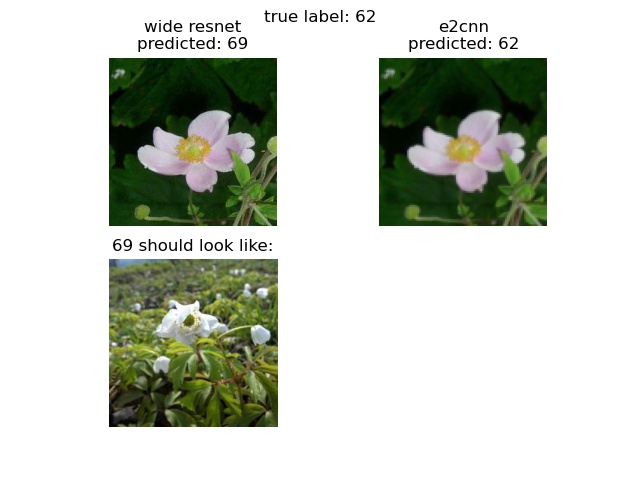 true label: 62
wide resnet
predicted: 69
e2cnn
predicted: 62
69 should look like: